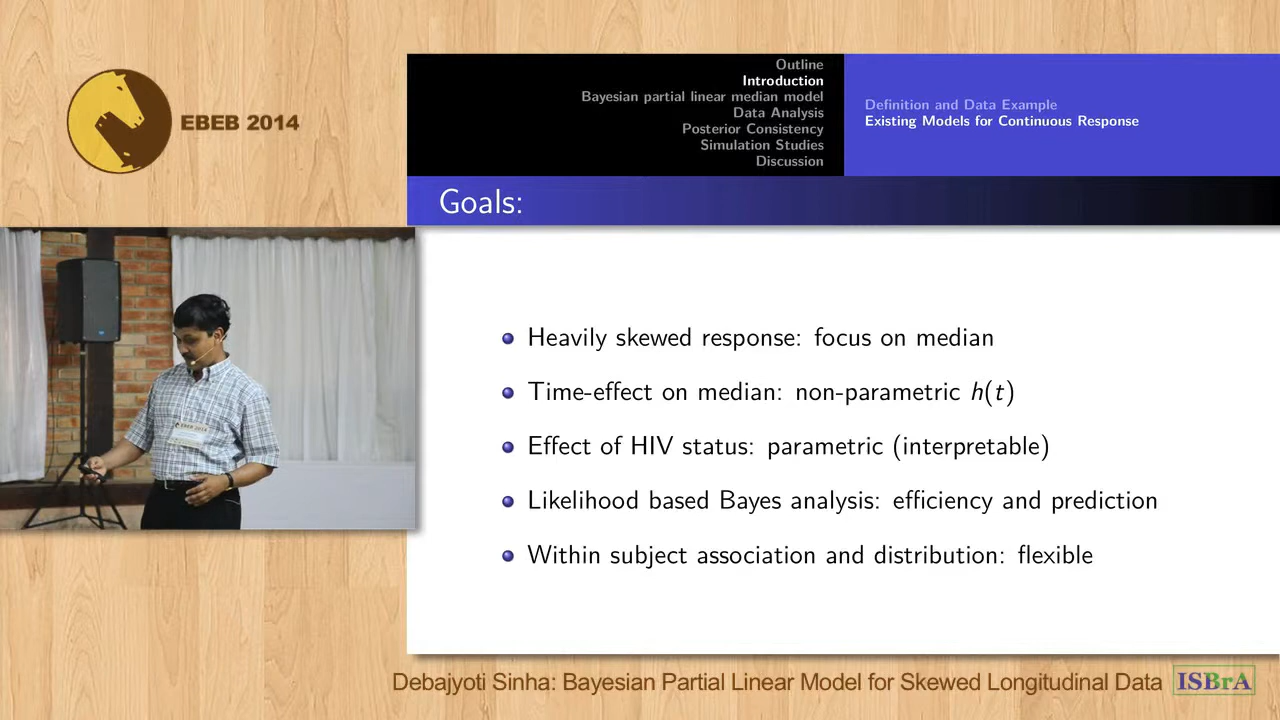 EBEB 2014
Outline
Introduction
Bayesian partial linear median model
Data Analysis
Posterior Consistency
Simulation Studies
Discussion
Definition and Data Example
Existing Models for Continuous Response
Goals:
Heavily skewed response: focus on median
Time-effect on median: non-parametric h(t)
Effect of HIV status: parametric (interpretable)
Likelihood based Bayes analysis: efficiency and prediction
Within subject association and distribution: flexible
EBEB 2014
Debajyoti Sinha: Bayesian Partial Linear Model for Skewed Longitudinal Data
ISBrA